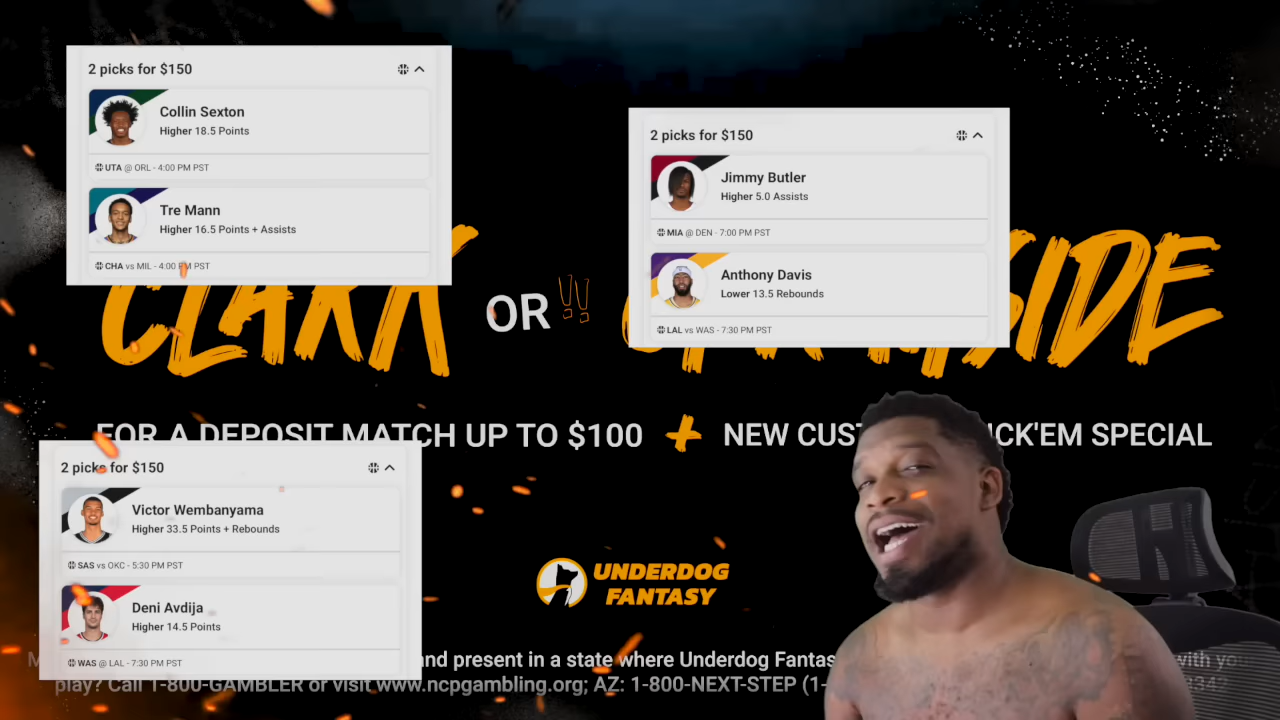 2 picks for $150
Collin Sexton
Higher 18.5 Points
UTA @ ORL - 4:00 PM PST
Tre Mann
Higher 16.5 Points + Assists
CHA vs MIL - 4:00 PM PST
2 picks for $150
Jimmy Butler
Higher 5.0 Assists
MIA @ DEN - 7:00 PM PST
Anthony Davis
Lower 13.5 Rebounds
LAL vs WAS - 7:30 PM PST
CLARK OR
SIDE
FOR A DEPOSIT MATCH UP TO $100 + NEW PICK'EM SPECIAL
2 picks for $150
Victor Wembanyama
Higher 33.5 Points + Rebounds
SAS vs OKC - 5:30 PM PST
Deni Avdija
Higher 14.5 Points
WAS @ LAL - 7:30 PM PST
UNDERDOG
FANTASY
and present in a state where Underdog with
play? Call 1-800-GAMBLER or visit www.ncpgambling.org; AZ: 1-800-NEXT-STEP (1-